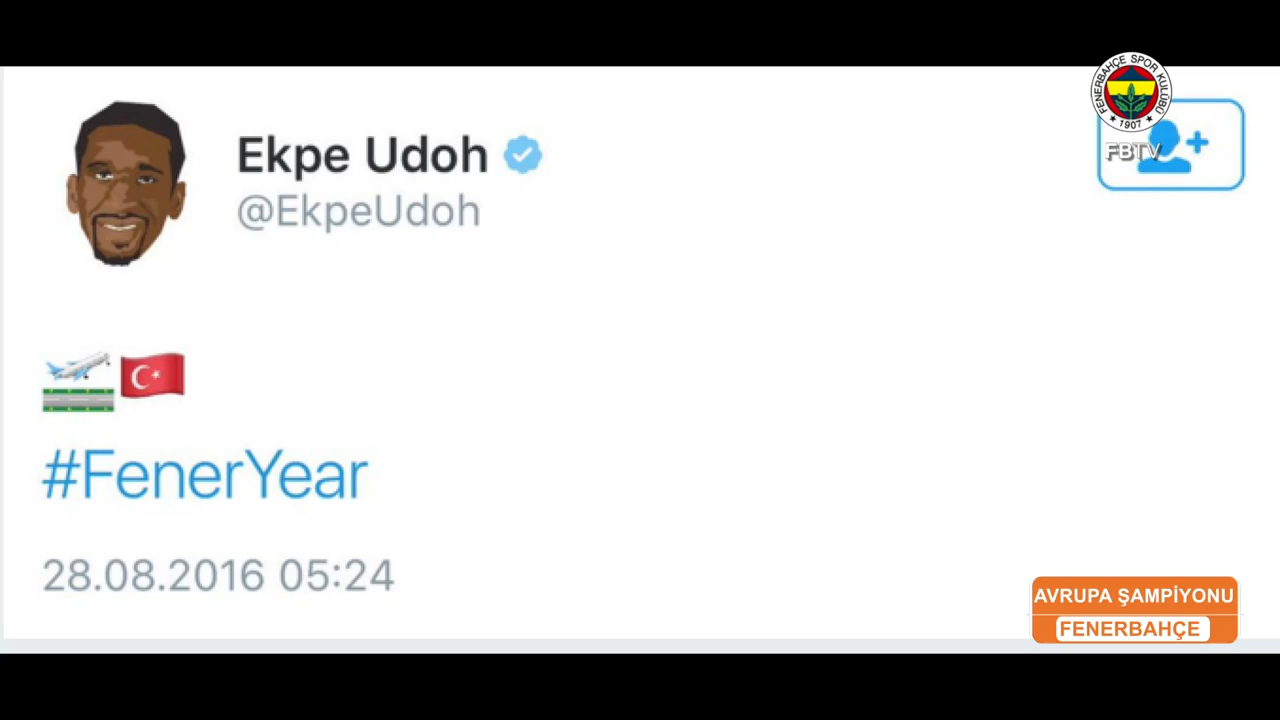 Ekpe Udoh
@EkpeUdoh
FENERBAHÇE SPOR KULÜBÜ
★ 1907 ★
FBTV
#FenerYear
28.08.2016 05:24
AVRUPA ŞAMPİYONU
FENERBAHÇE